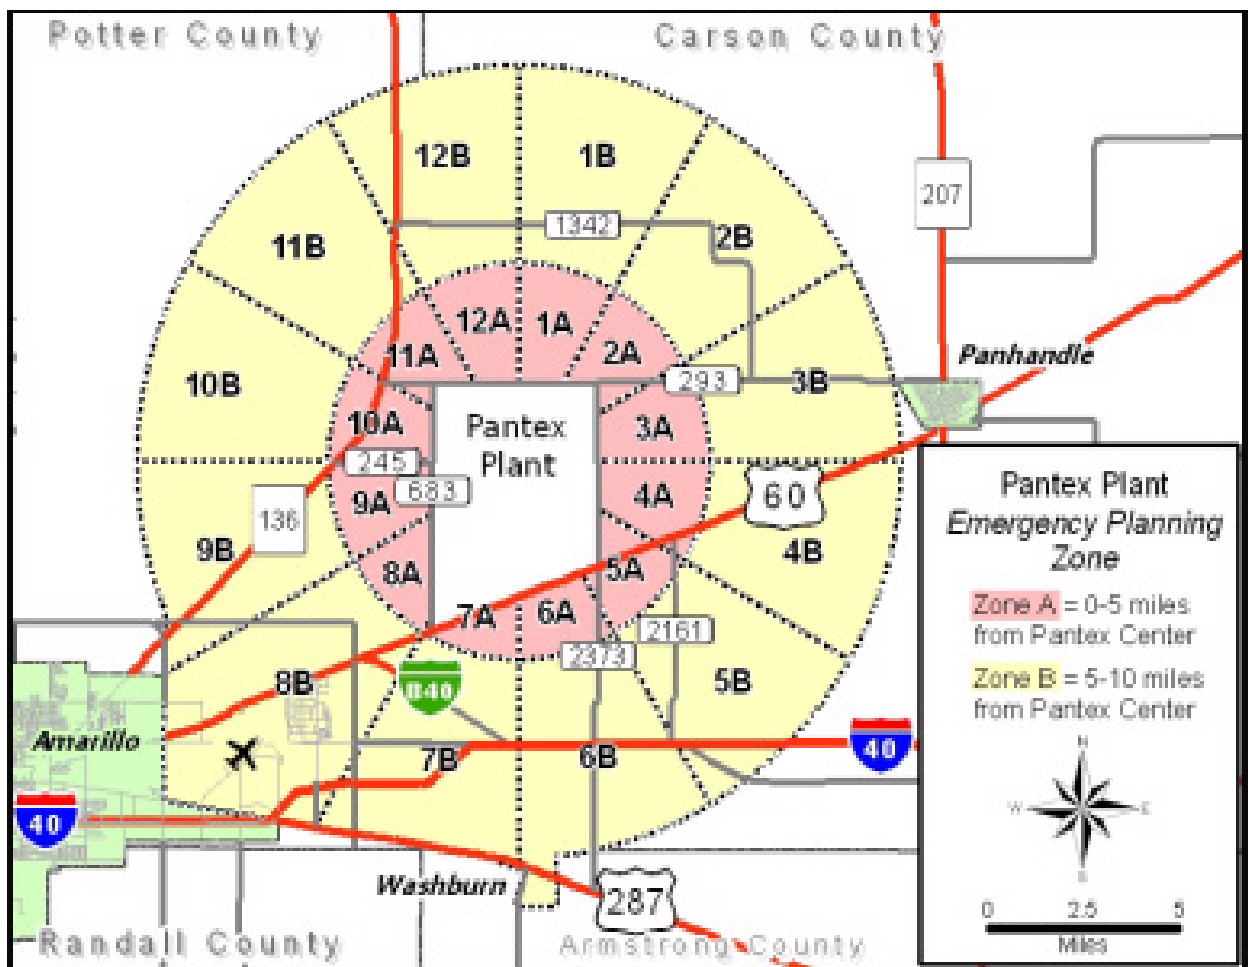 Potter County
Carson County
12B
1B
207
1342
11B
2B
12A
1A
11A
2A
Panhandle
10B
293
3B
10A
Pantex
Plant
3A
245
683
9A
4A
60
136
9B
4B
8A
5A
7A
6A
2161
2373
8B
B40
5B
Amarillo
7B
6B
40
40
Washburn
287
Randall County
Armstrong County
Pantex Plant
Emergency Planning
Zone
Zone A = 0-5 miles
from Pantex Center
Zone B = 5-10 miles
from Pantex Center
N
W
E
S
0 2.5 5
Miles